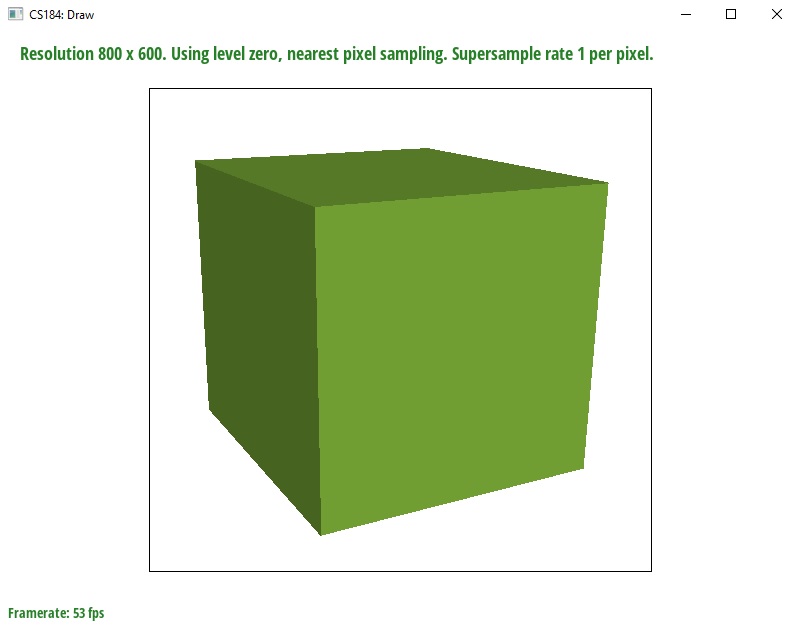 CS184: Draw
Resolution 800 x 600. Using level zero, nearest pixel sampling. Supersample rate 1 per pixel.
Framerate: 53 fps